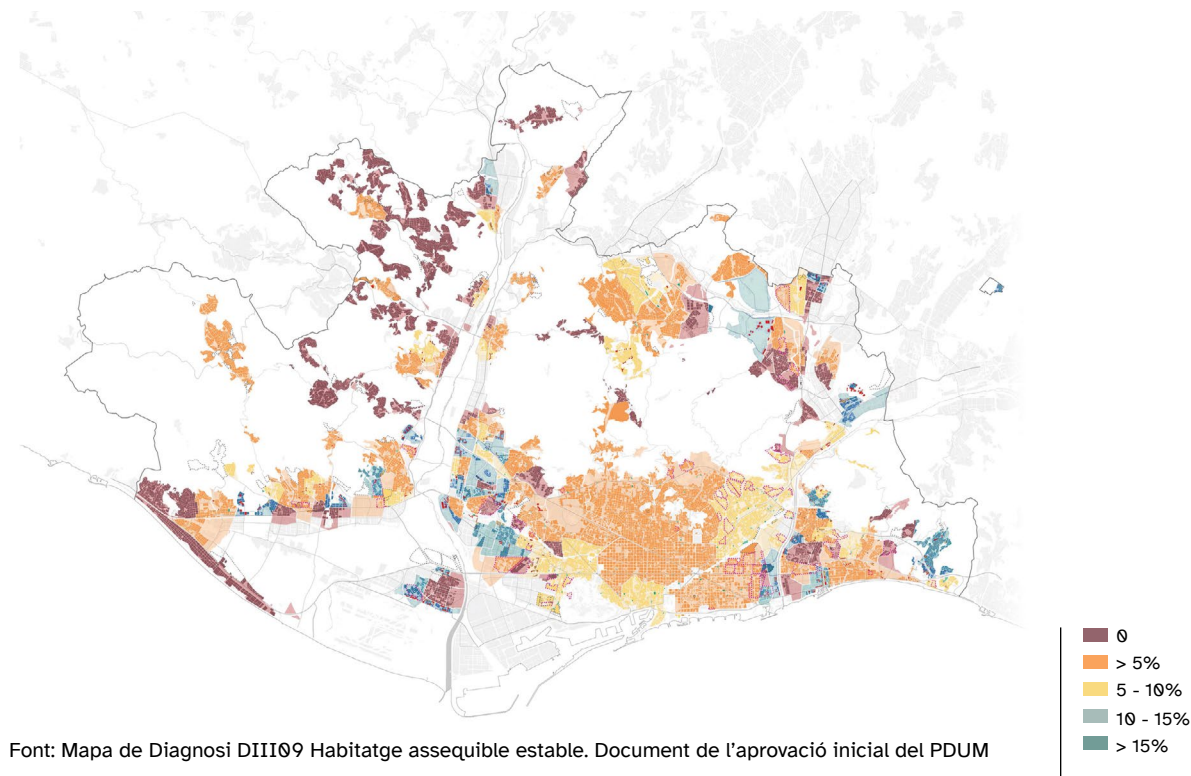 0
> 5%
5 - 10%
10 - 15%
> 15%
Font: Mapa de Diagnosi DIII09 Habitatge assequible estable. Document de l'aprovació inicial del PDUM